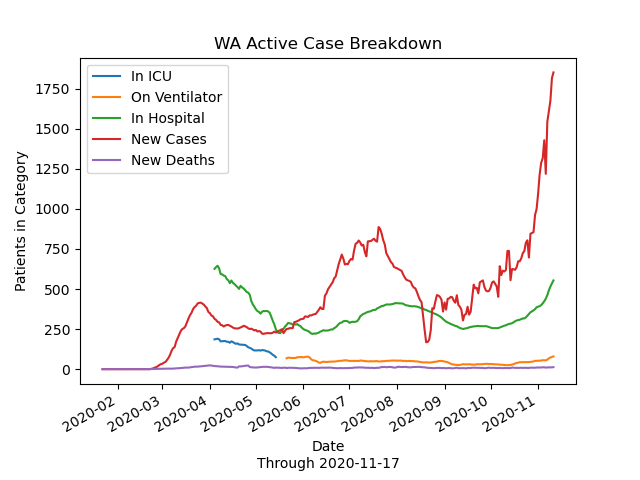 WA Active Case Breakdown
In ICU
On Ventilator
In Hospital
New Cases
New Deaths
Patients in Category
1750
1500
1250
1000
750
500
250
0
2020-02
2020-03
2020-04
2020-05
2020-06
2020-07
2020-08
2020-09
2020-10
2020-11
Date
Through 2020-11-17